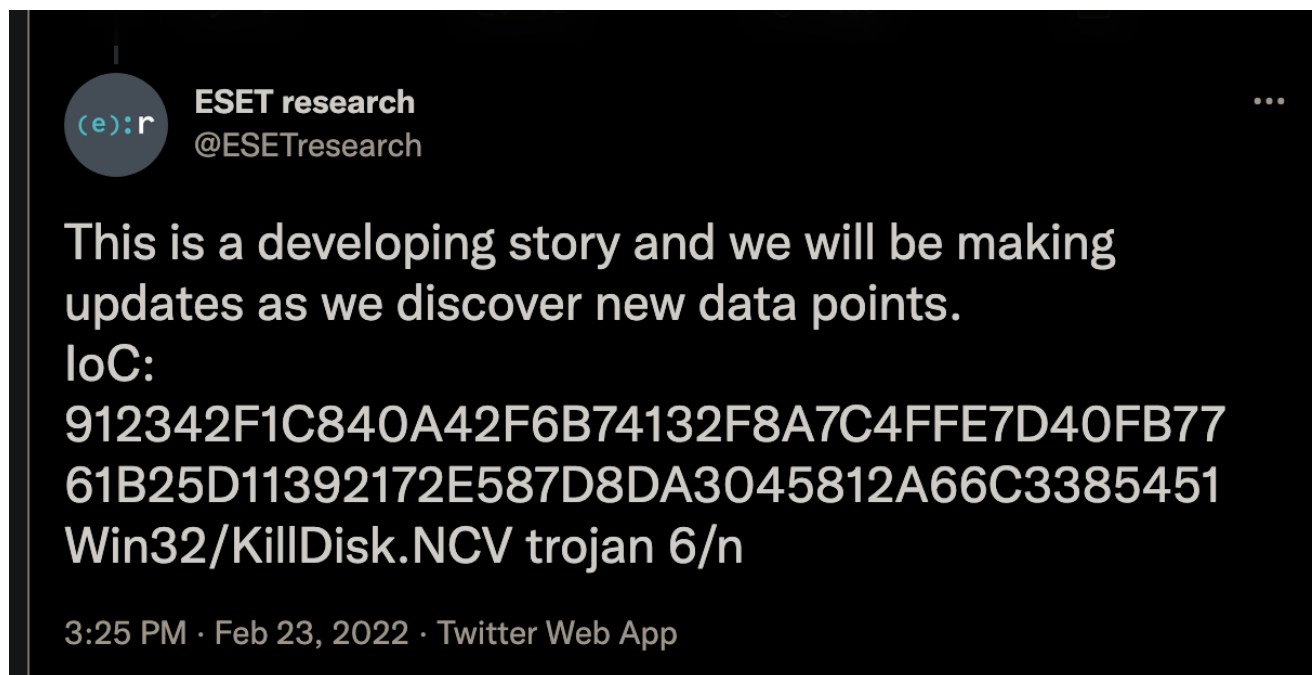 (e):r
ESET research
@ESETresearch
This is a developing story and we will be making
updates as we discover new data points.
IoC:
912342F1C840A42F6B74132F8A7C4FFE7D40FB77
61B25D11392172E587D8DA3045812A66C3385451
Win32/KillDisk.NCV trojan 6/n
3:25 PM · Feb 23, 2022 · Twitter Web App